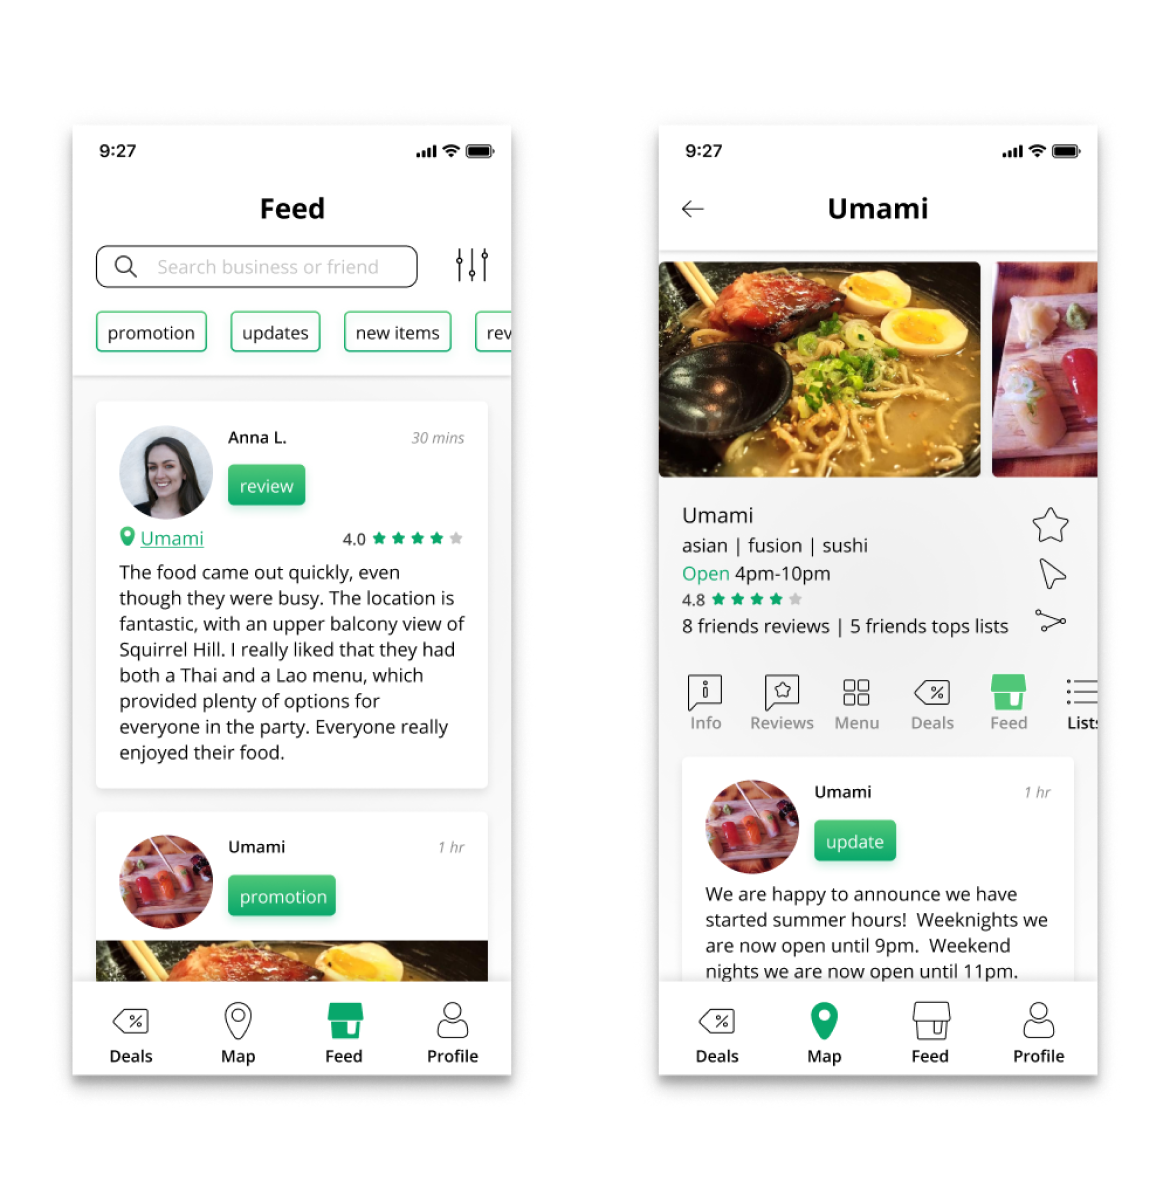 9:27
Feed
Search business or friend
promotion
updates
new items
rev
Anna L.
30 mins
review
Umami
4.0
The food came out quickly, even
though they were busy. The location is
fantastic, with an upper balcony view of
Squirrel Hill. I really liked that they had
both a Thai and a Lao menu, which
provided plenty of options for
everyone in the party. Everyone really
enjoyed their food.
Umami
1 hr
promotion
Deals
Map
Feed
Profile
9:27
Umami
Umami
asian | fusion | sushi
Open 4pm-10pm
4.8
8 friends reviews | 5 friends tops lists
Info
Reviews
Menu
Deals
Feed
Lists
Umami
1 hr
update
We are happy to announce we have
started summer hours!  Weeknights we
are now open until 9pm.  Weekend
nights we are now open until 11pm.
Deals
Map
Feed
Profile